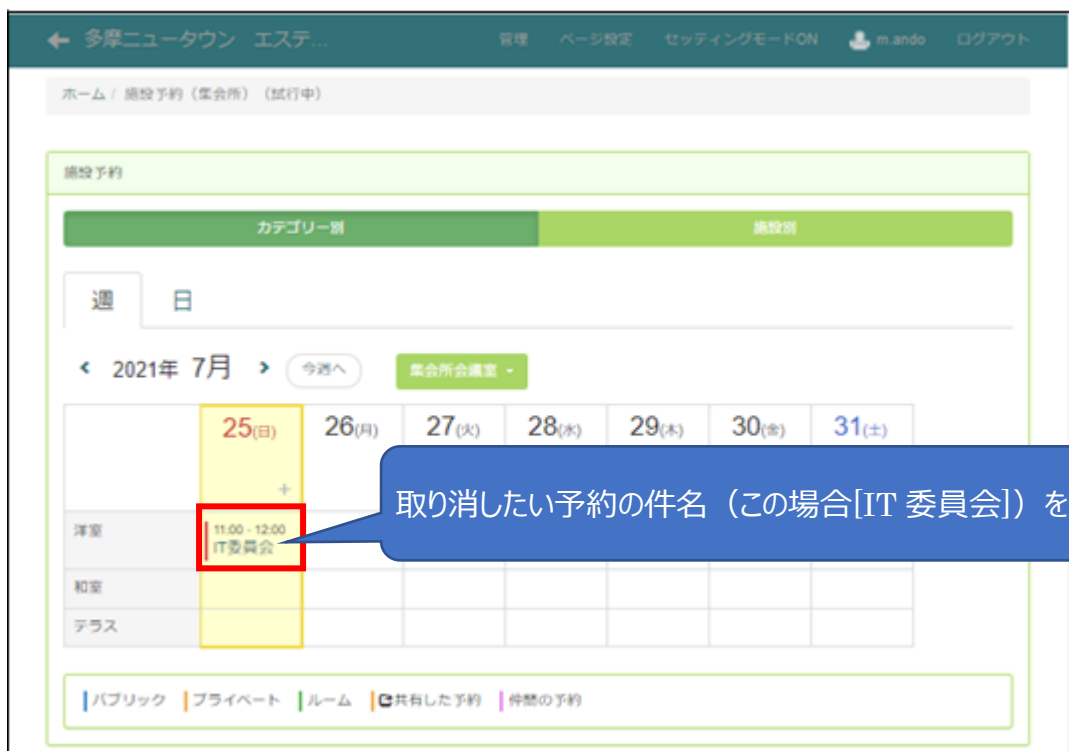 多摩ニュータウン エステ... 管理 ページ設定 セッティングモードON m.ando ログアウト
ホーム / 施設予約（集会所）（試行中）
施設予約
カテゴリー別 施設別
週 日
2021年 7月 今週へ 集会所会議室
25(日) 26(月) 27(火) 28(水) 29(木) 30(金) 31(土)
+
取り消したい予約の件名（この場合[IT 委員会]）を
洋室 11:00 - 12:00
IT委員会
和室
テラス
パブリック プライベート ルーム 共有した予約 仲間の予約